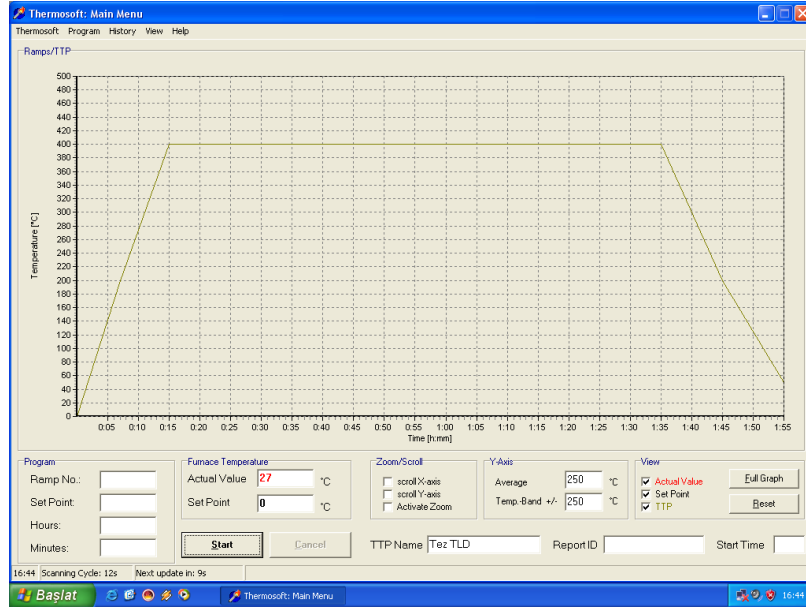 Thermosoft: Main Menu
Thermosoft Program History View Help
Ramps/TTP
500
480
460
440
420
400
380
360
340
320
300
280
260
240
220
200
180
160
140
120
100
80
60
40
20
0
Temperature [°C]
0:05 0:10 0:15 0:20 0:25 0:30 0:35 0:40 0:45 0:50 0:55 1:00 1:05 1:10 1:15 1:20 1:25 1:30 1:35 1:40 1:45 1:50 1:55
Time [h:mm]
Program
Ramp No.:
Set Point:
Hours:
Minutes:
Furnace Temperature
Actual Value 27 °C
Set Point 0 °C
Start Cancel
Zoom/Scroll
scroll X-axis
scroll Y-axis
Activate Zoom
Y-Axis
Average 250 °C
Temp.-Band +/- 250 °C
View
Actual Value
Set Point
TTP
Full Graph
Reset
TTP Name Tez TLD Report ID Start Time
16:44 Scanning Cycle: 12s Next update in: 9s
Başlat Thermosoft: Main Menu 16:44